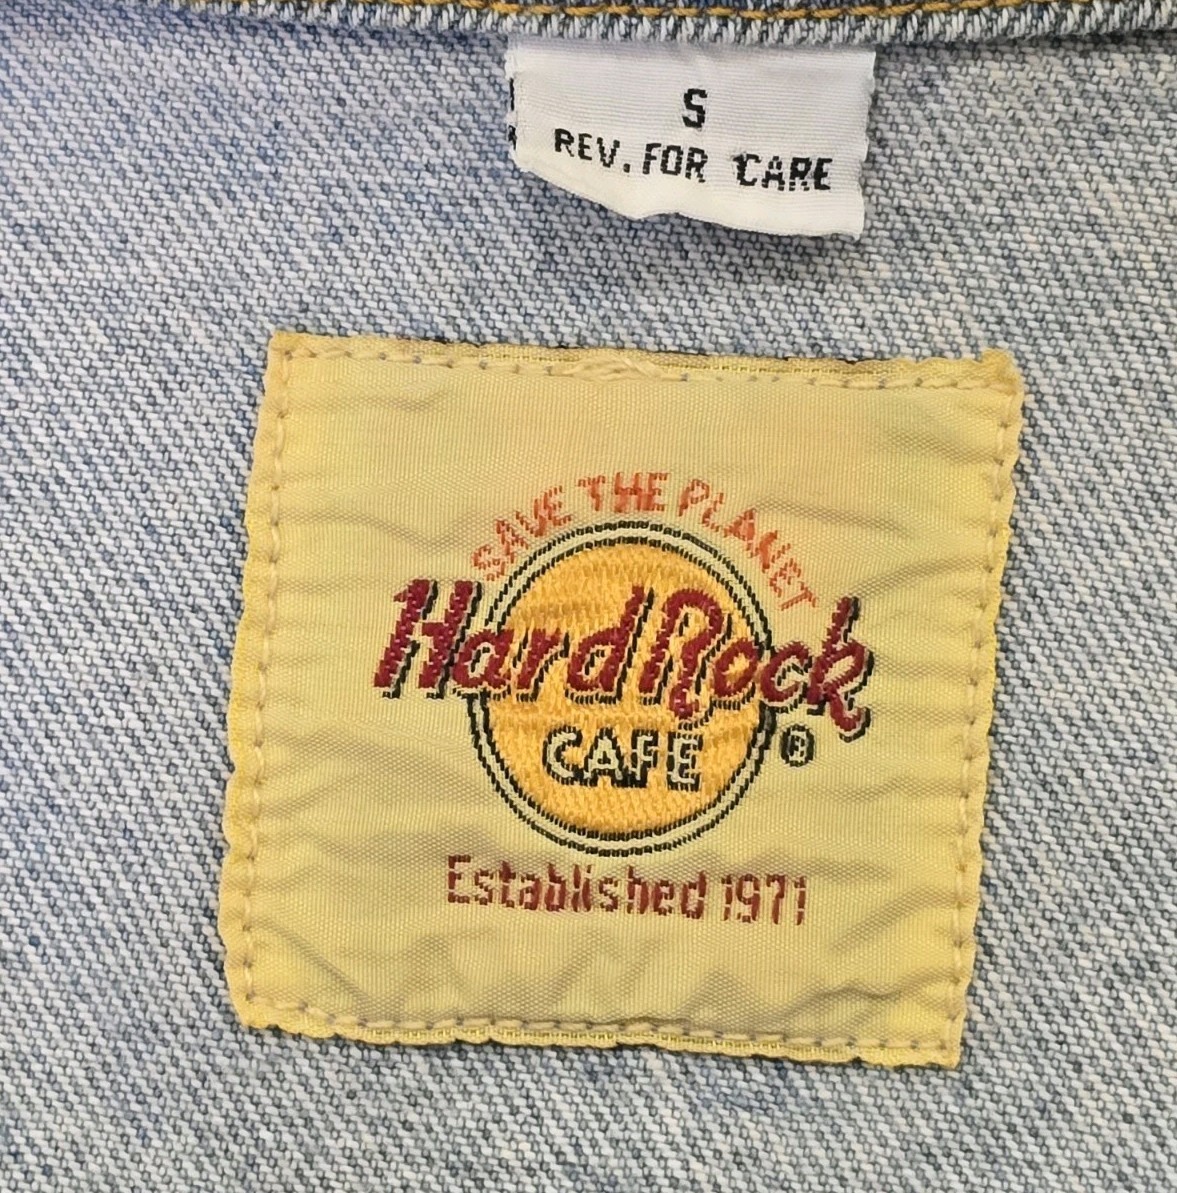 S
REV. FOR CARE
SAVE THE PLANET
Hard Rock
CAFE
®
Established 1971